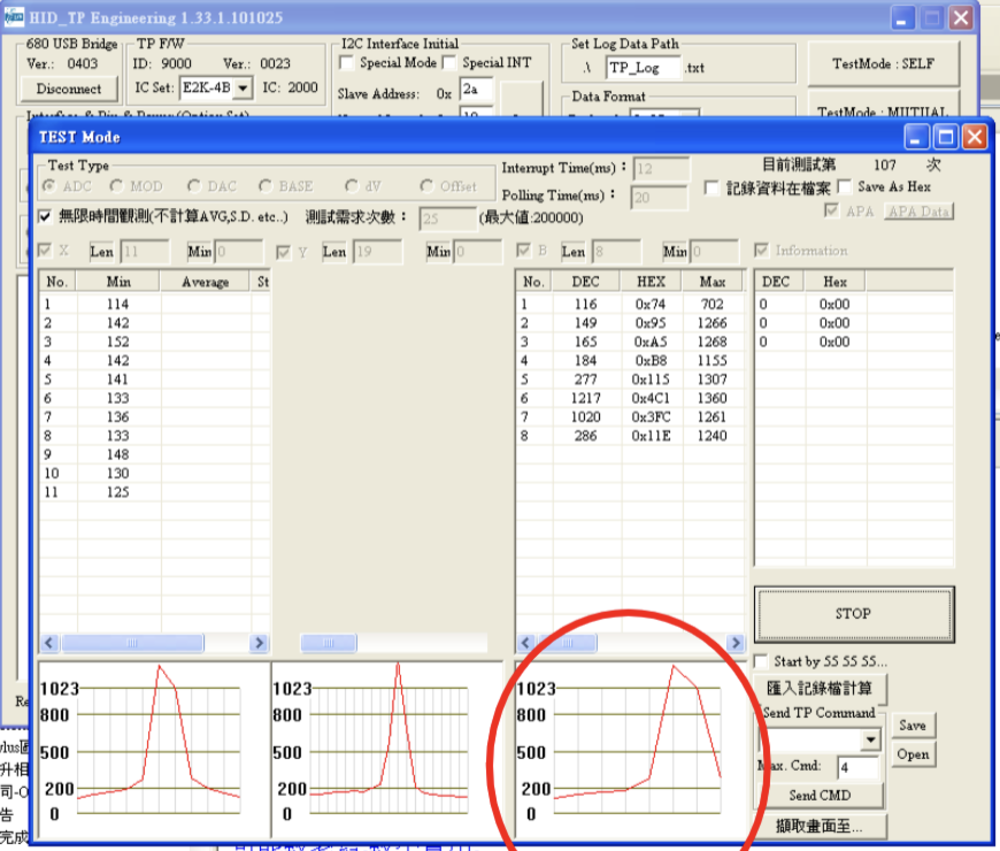 HID_TP Engineering 1.33.1.101025
680 USB Bridge
Ver.: 0403
Disconnect
TP F/W
ID: 9000 Ver.: 0023
IC Set: E2K-4B IC: 2000
I2C Interface Initial
Special Mode Special INT
Slave Address: 0x 2a
Set Log Data Path
.\ TP_Log .txt
Data Format
TestMode : SELF
TestMode : MUTUAL
TEST Mode
Test Type
ADC MOD DAC BASE dV Offset
Interrupt Time(ms) : 12
Polling Time(ms) : 20
目前測試第 107 次
記錄資料在檔案 Save As Hex
APA APA Data
無限時間觀測(不計算AVG,S.D. etc..) 測試需求次數 : 25 (最大值:200000)
X Len 11 Min 0 Y Len 19 Min 0 B Len 8 Min 0 Information
No. Min Average St
1 114
2 142
3 152
4 142
5 141
6 133
7 136
8 133
9 148
10 130
11 125
No. DEC HEX Max
1 116 0x74 702
2 149 0x95 1266
3 165 0xA5 1268
4 184 0xB8 1155
5 277 0x115 1307
6 1217 0x4C1 1360
7 1020 0x3FC 1261
8 286 0x11E 1240
DEC Hex
0 0x00
0 0x00
0 0x00
STOP
Start by 55 55 55...
匯入記錄檔計算
Send TP Command
Save
Max. Cmd: 4
Open
Send CMD
擷取畫面至...
1023
800
500
200
0
1023
800
500
200
0
1023
800
500
200
0